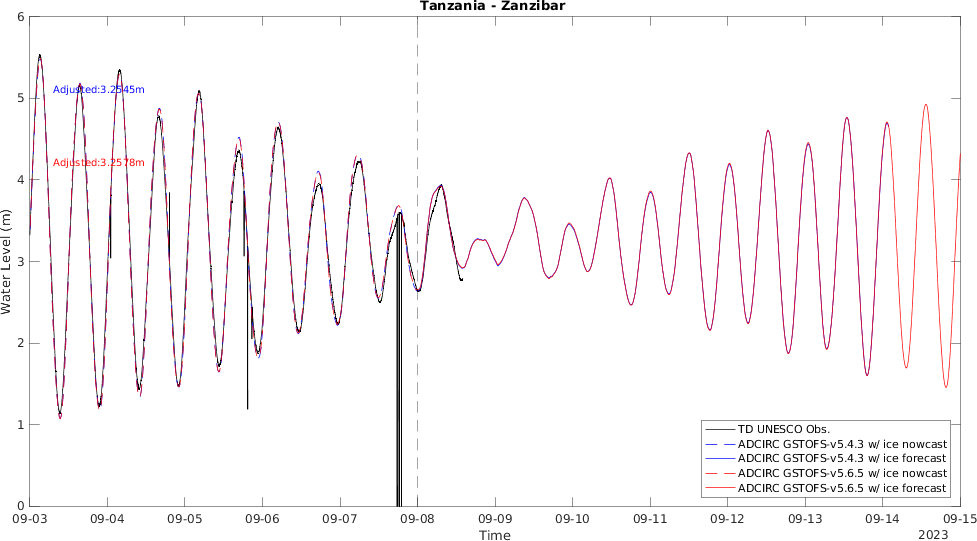 Tanzania - Zanzibar
Water Level (m)
6
5
4
3
2
1
0
Adjusted:3.2545m
Adjusted:3.2578m
TD UNESCO Obs.
ADCIRC GSTOFS-v5.4.3 w/ ice nowcast
ADCIRC GSTOFS-v5.4.3 w/ ice forecast
ADCIRC GSTOFS-v5.6.5 w/ ice nowcast
ADCIRC GSTOFS-v5.6.5 w/ ice forecast
09-03 09-04 09-05 09-06 09-07 09-08 09-09 09-10 09-11 09-12 09-13 09-14 09-15
Time
2023